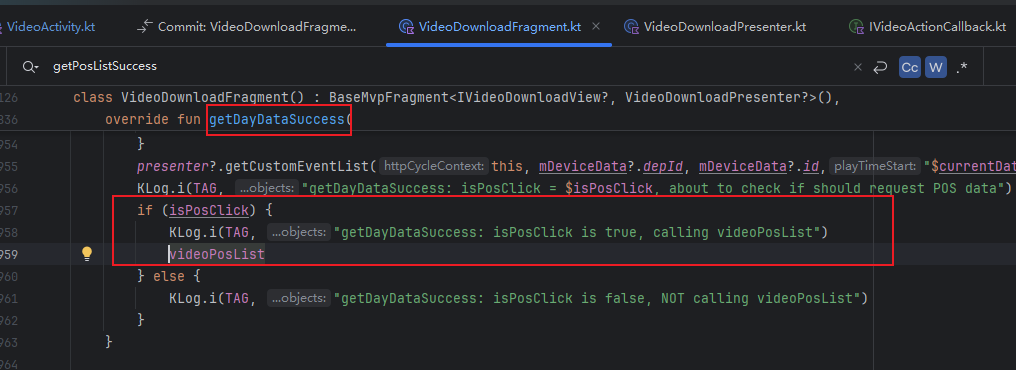 VideoActivity.kt Commit: VideoDownloadFragme... VideoDownloadFragment.kt × VideoDownloadPresenter.kt IVideoActionCallback.kt
getPosListSuccess × Cc W .*
126 class VideoDownloadFragment() : BaseMvpFragment<IVideoDownloadView?, VideoDownloadPresenter?>(),
836 override fun getDayDataSuccess(
954 }
955 presenter?.getCustomEventList( httpCycleContext: this, mDeviceData?.depId, mDeviceData?.id, playTimeStart: "$currentDat
956 KLog.i(TAG, ...objects: "getDayDataSuccess: isPosClick = $isPosClick, about to check if should request POS data")
957 if (isPosClick) {
958 KLog.i(TAG, ...objects: "getDayDataSuccess: isPosClick is true, calling videoPosList")
959 videoPosList
960 } else {
961 KLog.i(TAG, ...objects: "getDayDataSuccess: isPosClick is false, NOT calling videoPosList")
962 }
963 }
964